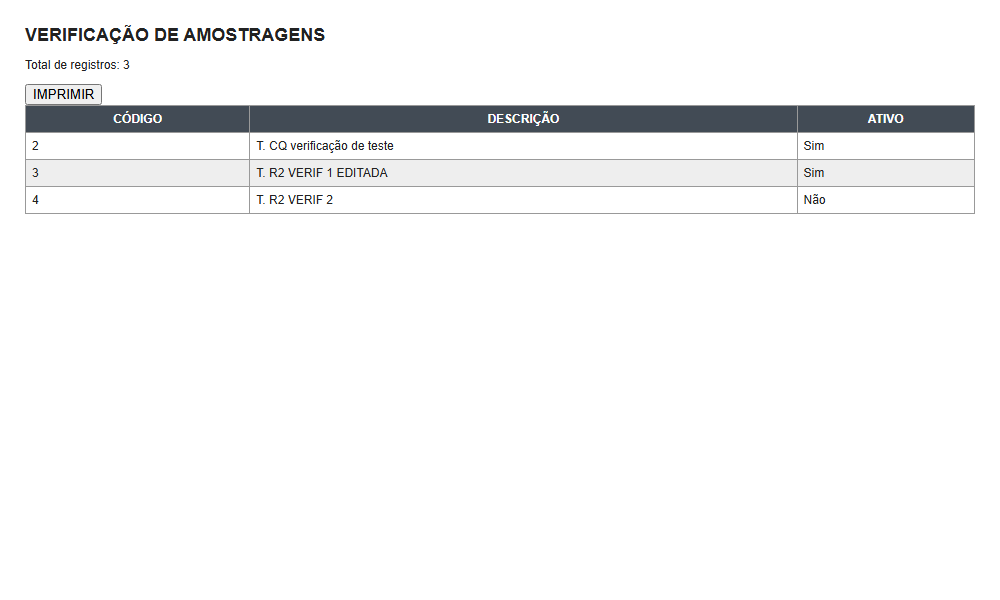 VERIFICAÇÃO DE AMOSTRAGENS
Total de registros: 3
IMPRIMIR
CÓDIGO DESCRIÇÃO ATIVO
2 T. CQ verificação de teste Sim
3 T. R2 VERIF 1 EDITADA Sim
4 T. R2 VERIF 2 Não